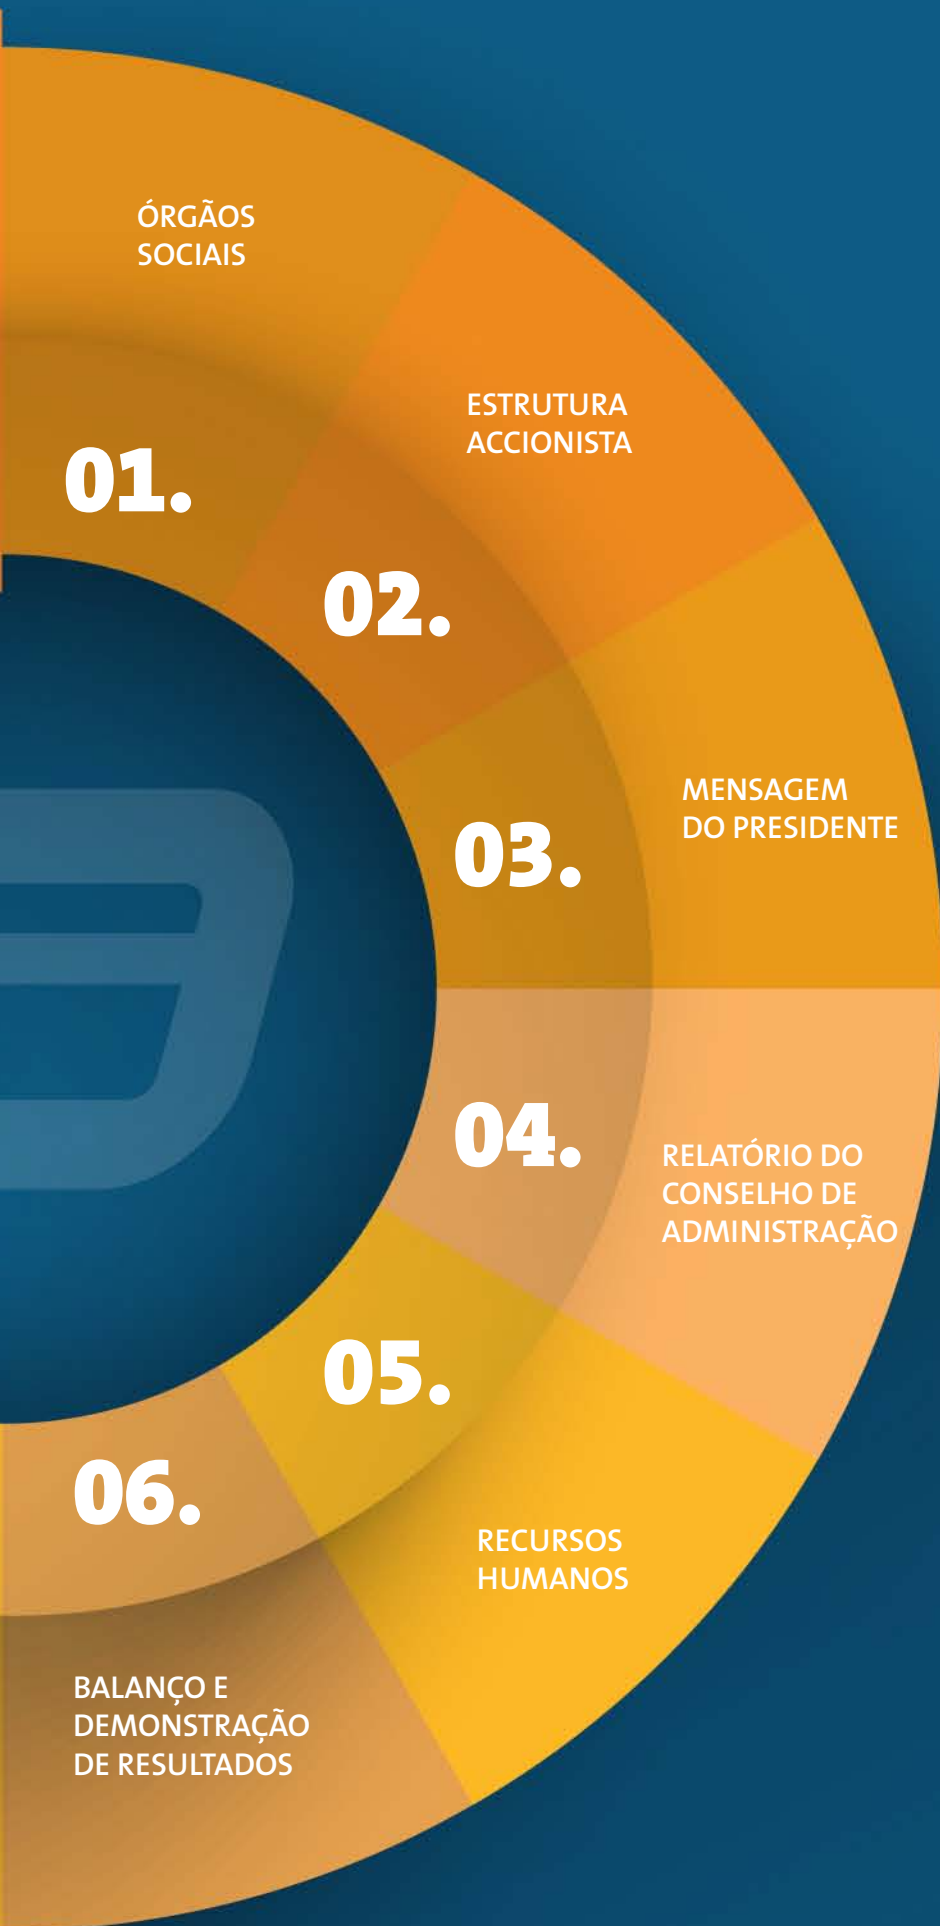 ÓRGÃOS
SOCIAIS
01.
ESTRUTURA
ACCIONISTA
02.
MENSAGEM
DO PRESIDENTE
03.
04.
RELATÓRIO DO
CONSELHO DE
ADMINISTRAÇÃO
05.
RECURSOS
HUMANOS
06.
BALANÇO E
DEMONSTRAÇÃO
DE RESULTADOS